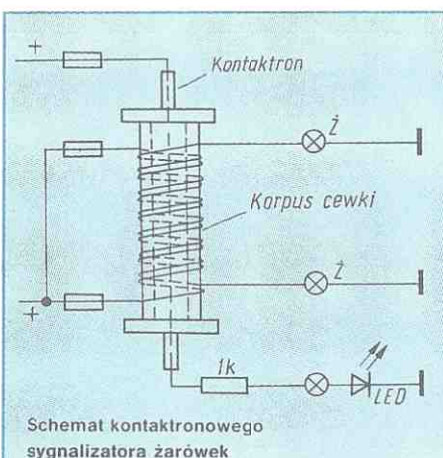 +
Kontaktron
Ż
Korpus cewki
Ż
+
1k
LED
Schemat kontaktronowego
sygnalizatora żarówek